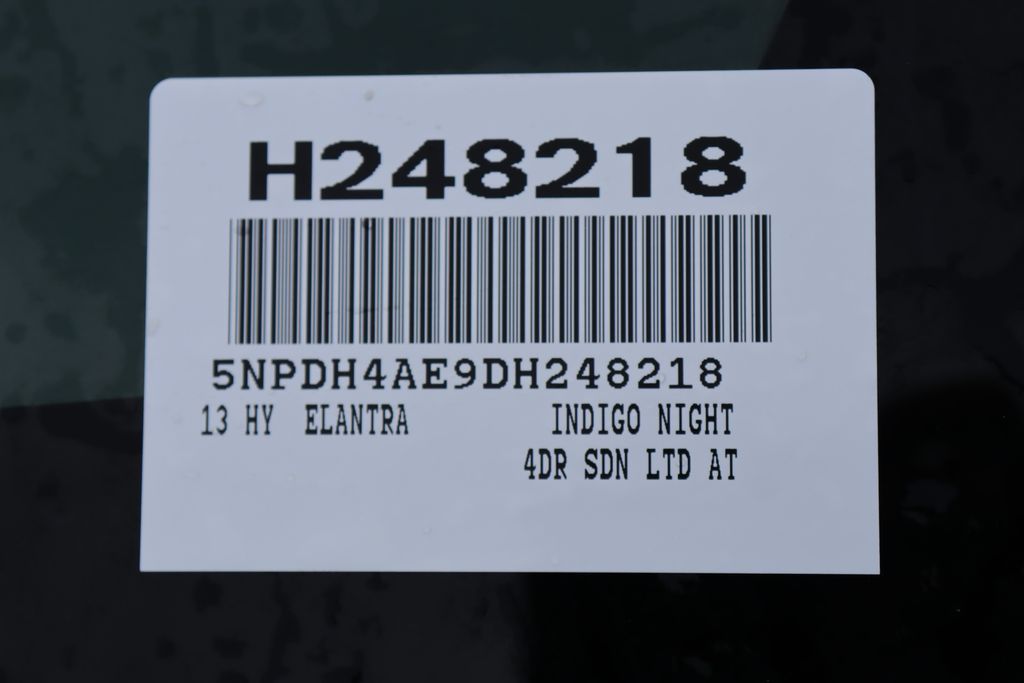 H248218
5NPDH4AE9DH248218
13 HY ELANTRA INDIGO NIGHT
4DR SDN LTD AT